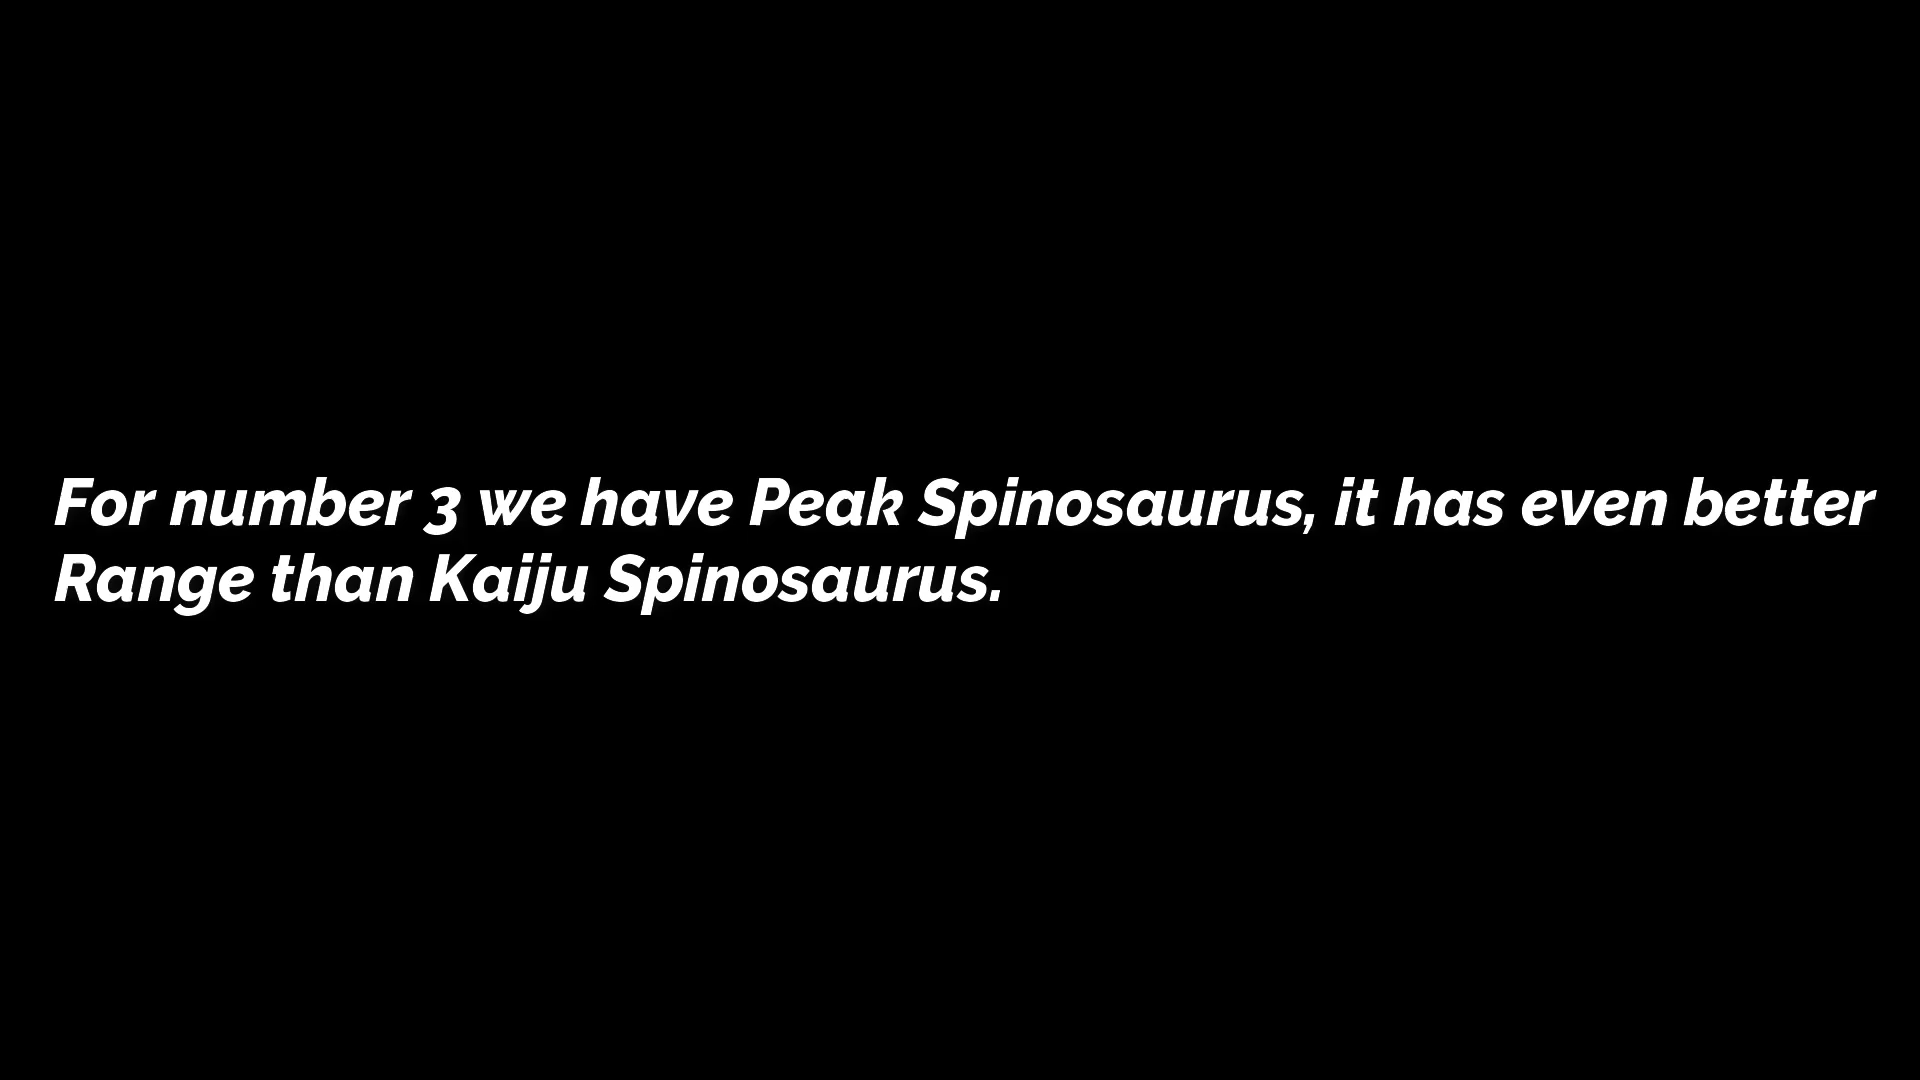 For number 3 we have Peak Spinosaurus, it has even better
Range than Kaiju Spinosaurus.